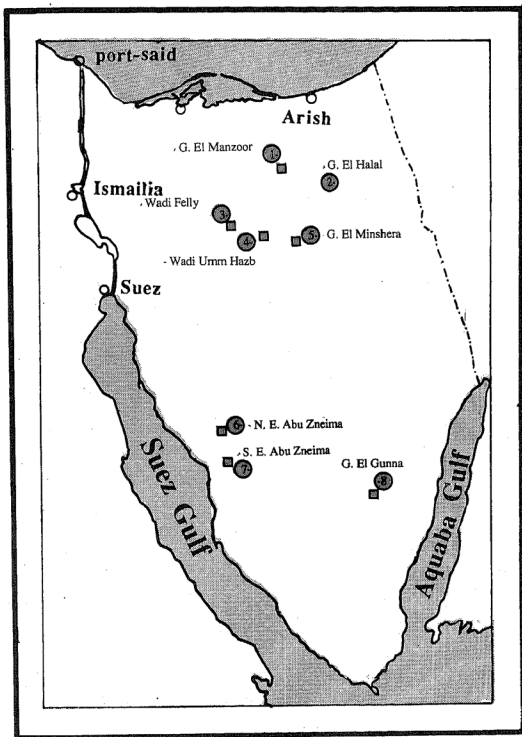 port-said
Arish
G. El Manzoor
1-
G. El Halal
2-
Ismailia
Wadi Felly
3-
4-
5-
G. El Minshera
- Wadi Umm Hazb
Suez
6-
- N. E. Abu Zneima
S. E. Abu Zneima
7-
G. El Gunna
-8
Suez Gulf
Aquaba Gulf